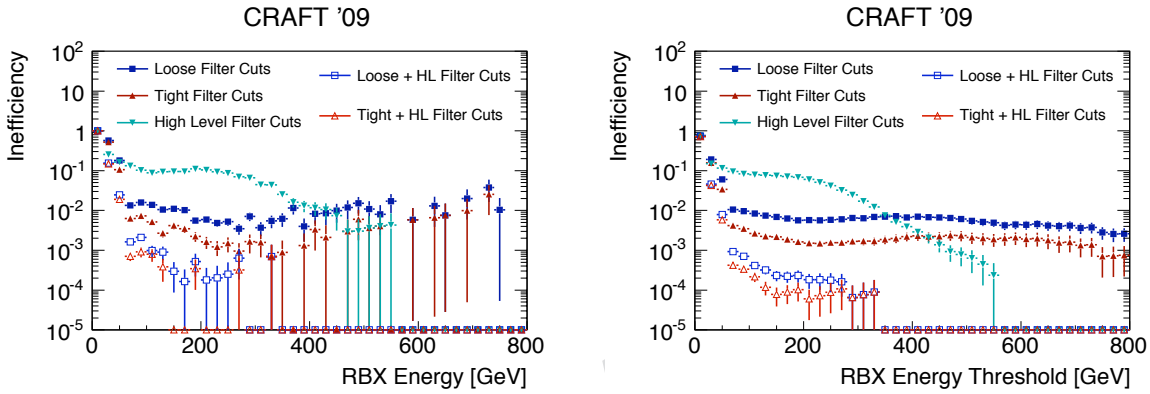 CRAFT '09
Inefficiency
10^2
10
1
10^-1
10^-2
10^-3
10^-4
10^-5
Loose Filter Cuts
Tight Filter Cuts
High Level Filter Cuts
Loose + HL Filter Cuts
Tight + HL Filter Cuts
0 200 400 600 800
RBX Energy [GeV]
CRAFT '09
Inefficiency
10^2
10
1
10^-1
10^-2
10^-3
10^-4
10^-5
Loose Filter Cuts
Tight Filter Cuts
High Level Filter Cuts
Loose + HL Filter Cuts
Tight + HL Filter Cuts
0 200 400 600 800
RBX Energy Threshold [GeV]